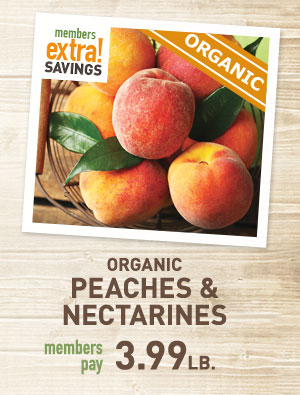 members
extra!
SAVINGS
ORGANIC
ORGANIC
PEACHES &
NECTARINES
members
pay 3.99LB.